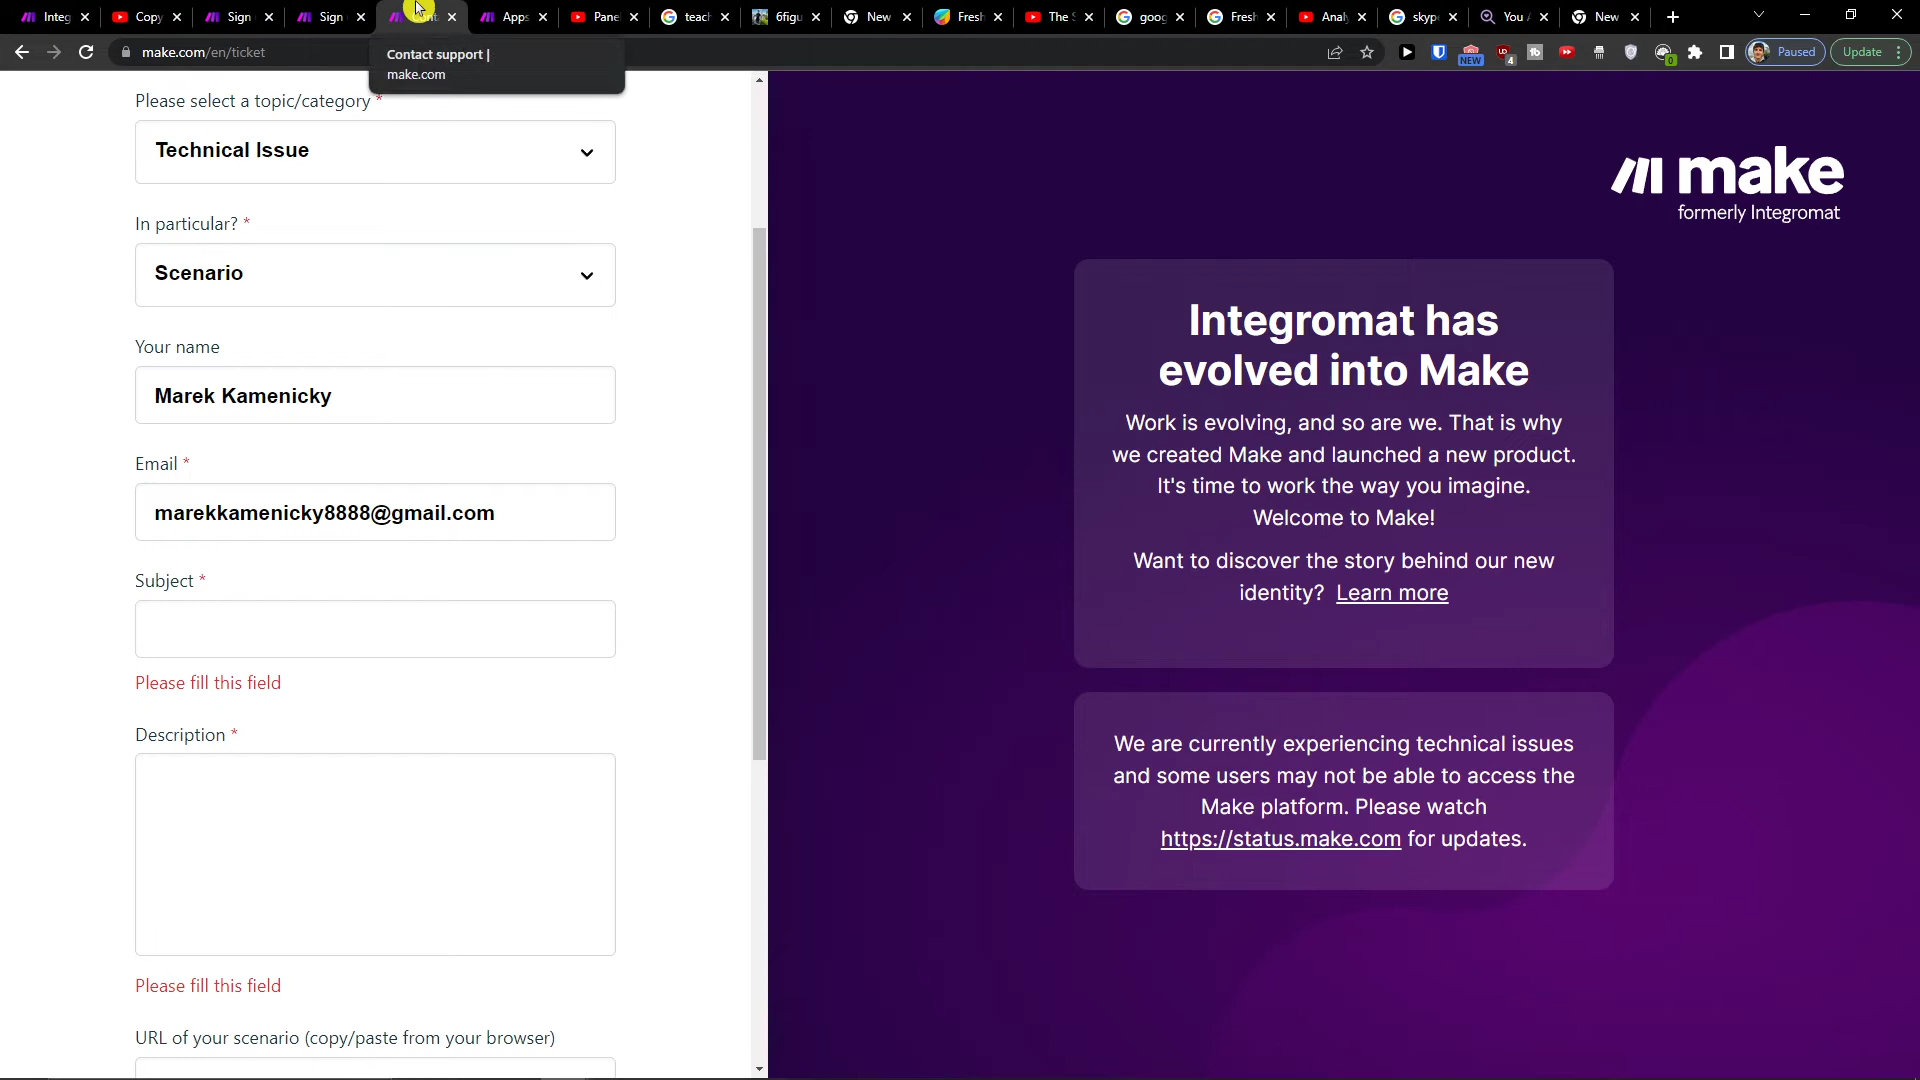 Integ
Copy
Sign
Sign
Apps
Pane
teac
6figu
New
Fresh
The
goog
Fresh
Analy
skyp
You
New
make.com/en/ticket
NEW
4
0
Paused
Update
Contact support |
make.com
Please select a topic/category *
Technical Issue
In particular? *
Scenario
Your name
Marek Kamenicky
Email *
marekkamenicky8888@gmail.com
Subject *
Please fill this field
Description *
Please fill this field
URL of your scenario (copy/paste from your browser)
make
formerly Integromat
Integromat has
evolved into Make
Work is evolving, and so are we. That is why
we created Make and launched a new product.
It's time to work the way you imagine.
Welcome to Make!
Want to discover the story behind our new
identity? Learn more
We are currently experiencing technical issues
and some users may not be able to access the
Make platform. Please watch
https://status.make.com for updates.